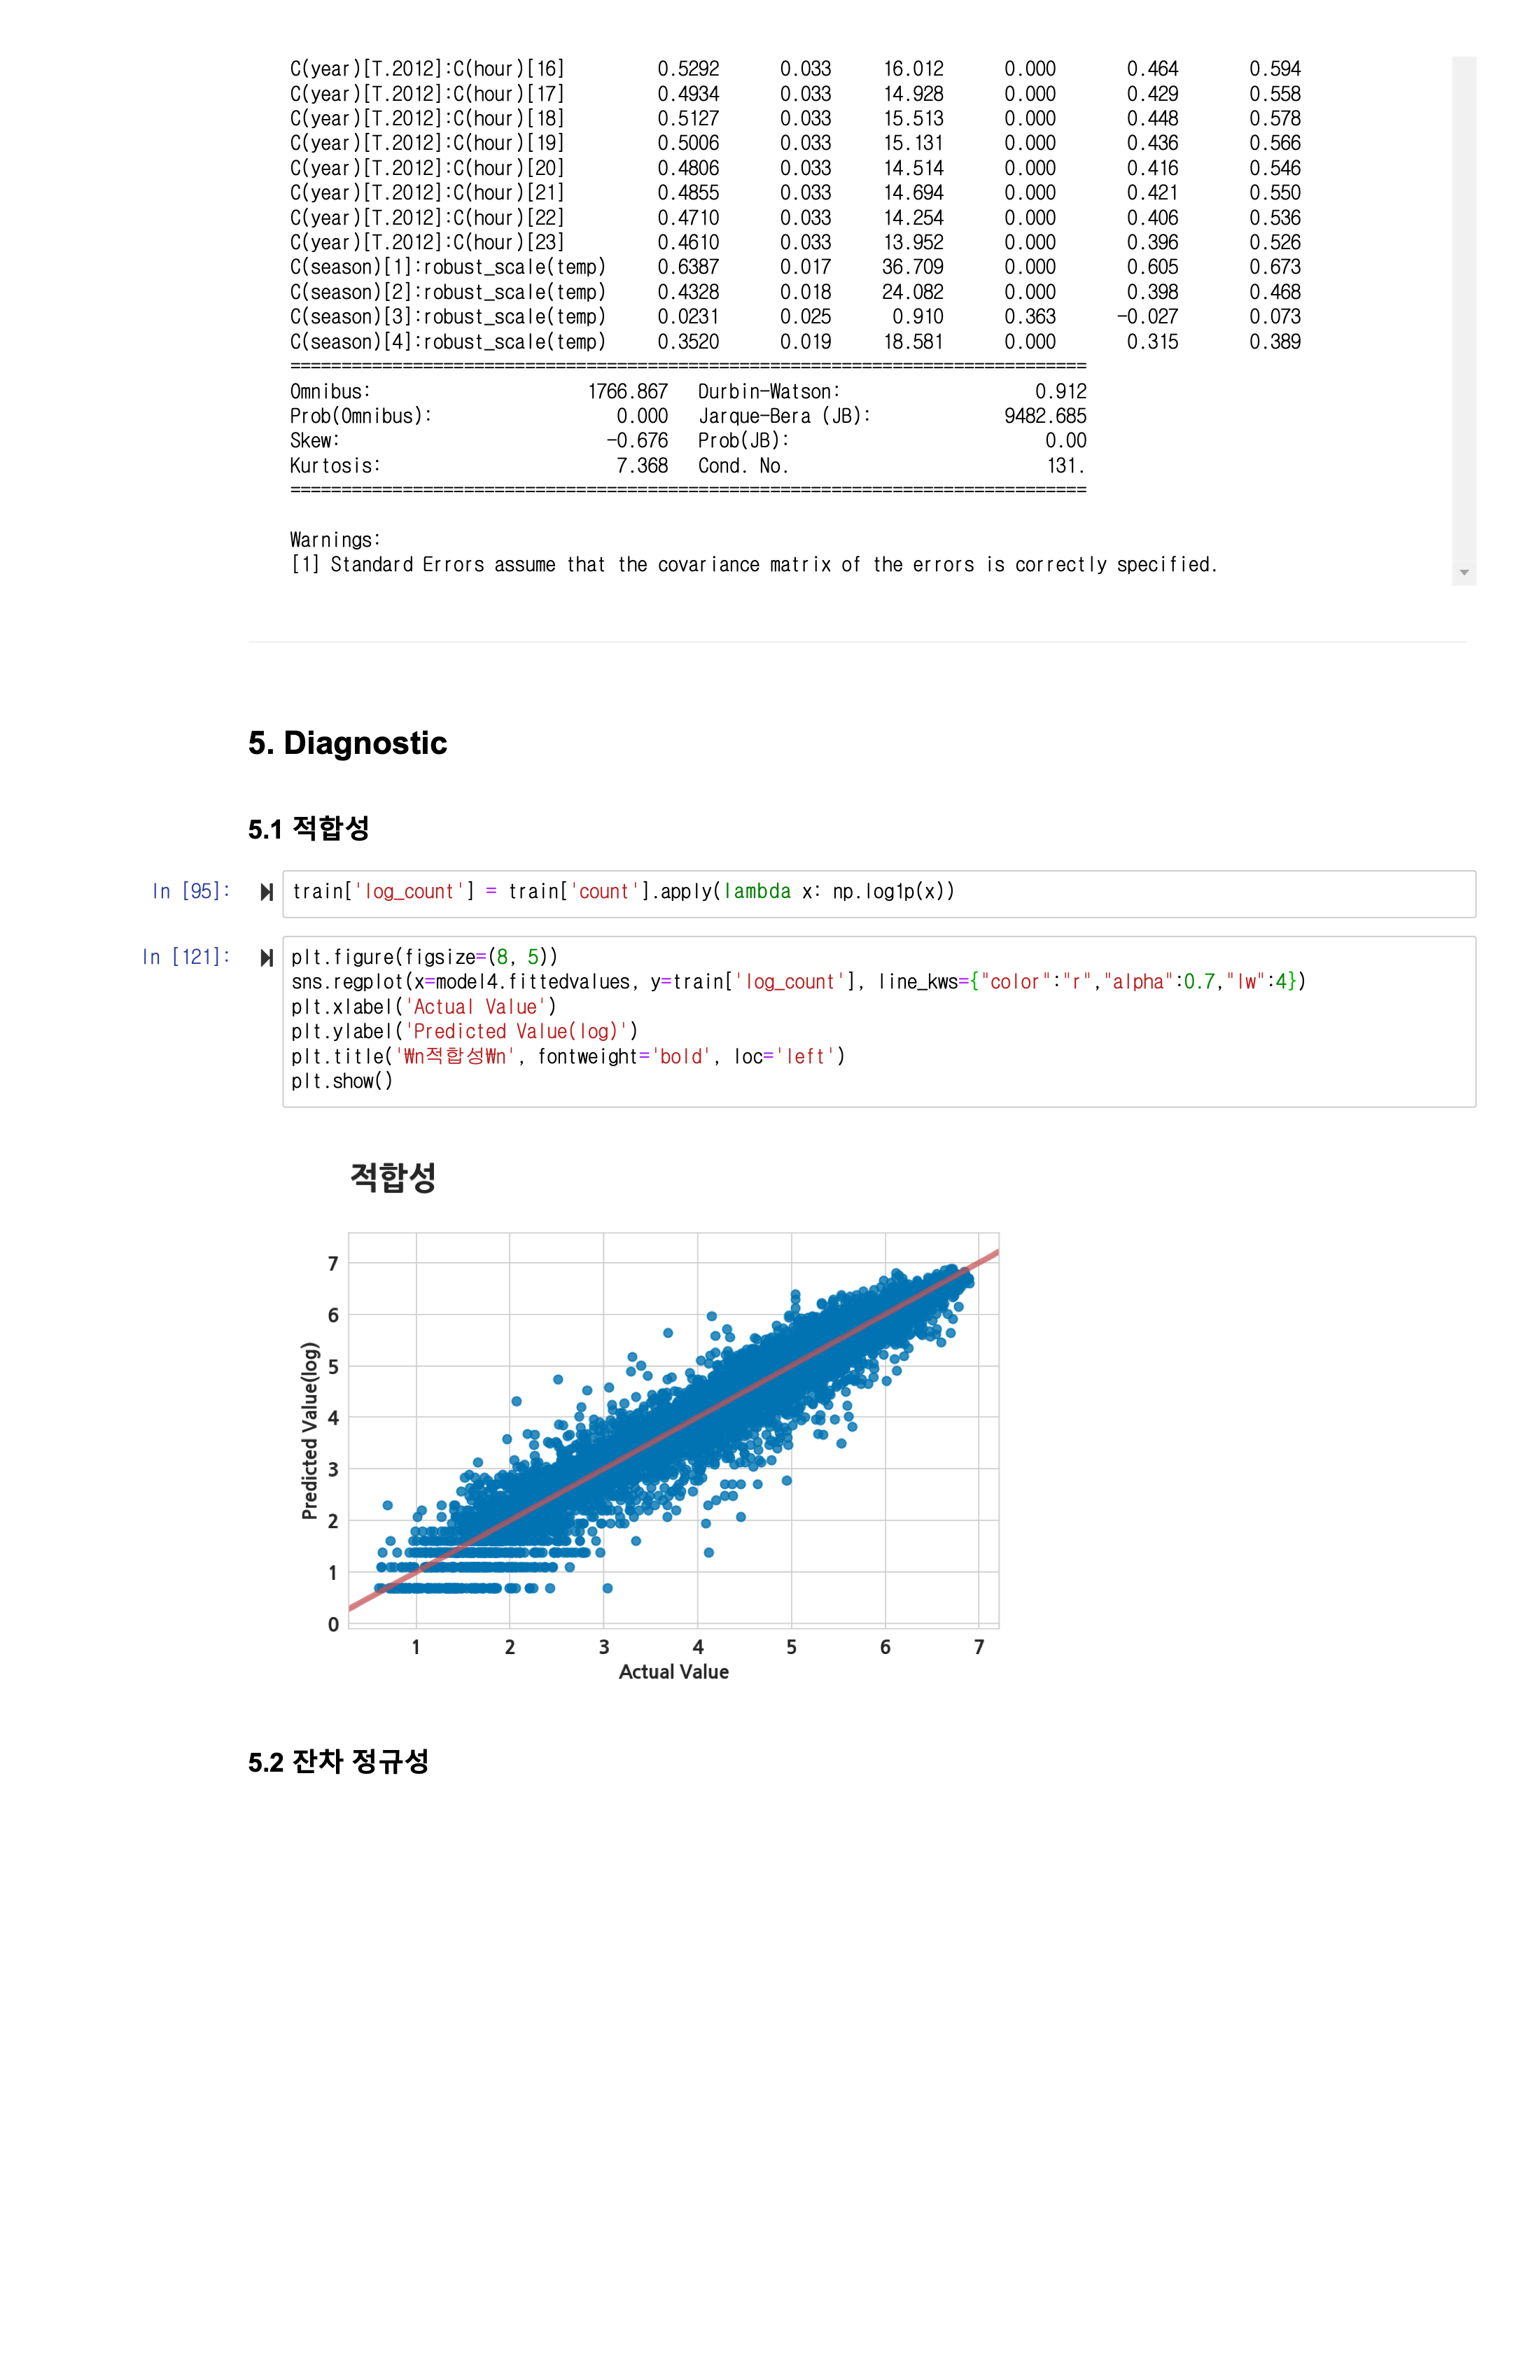 C(year)[T.2012]:C(hour)[16] 0.5292 0.033 16.012 0.000 0.464 0.594
C(year)[T.2012]:C(hour)[17] 0.4934 0.033 14.928 0.000 0.429 0.558
C(year)[T.2012]:C(hour)[18] 0.5127 0.033 15.513 0.000 0.448 0.578
C(year)[T.2012]:C(hour)[19] 0.5006 0.033 15.131 0.000 0.436 0.566
C(year)[T.2012]:C(hour)[20] 0.4806 0.033 14.514 0.000 0.416 0.546
C(year)[T.2012]:C(hour)[21] 0.4855 0.033 14.694 0.000 0.421 0.550
C(year)[T.2012]:C(hour)[22] 0.4710 0.033 14.254 0.000 0.406 0.536
C(year)[T.2012]:C(hour)[23] 0.4610 0.033 13.952 0.000 0.396 0.526
C(season)[1]:robust_scale(temp) 0.6387 0.017 36.709 0.000 0.605 0.673
C(season)[2]:robust_scale(temp) 0.4328 0.018 24.082 0.000 0.398 0.468
C(season)[3]:robust_scale(temp) 0.0231 0.025 0.910 0.363 -0.027 0.073
C(season)[4]:robust_scale(temp) 0.3520 0.019 18.581 0.000 0.315 0.389
==============================================================================
Omnibus: 1766.867 Durbin-Watson: 0.912
Prob(Omnibus): 0.000 Jarque-Bera (JB): 9482.685
Skew: -0.676 Prob(JB): 0.00
Kurtosis: 7.368 Cond. No. 131.
==============================================================================
Warnings:
[1] Standard Errors assume that the covariance matrix of the errors is correctly specified.
5. Diagnostic
5.1 적합성
In [95]: train['log_count'] = train['count'].apply(lambda x: np.log1p(x))
In [121]: plt.figure(figsize=(8, 5))
sns.regplot(x=model4.fittedvalues, y=train['log_count'], line_kws={"color":"r","alpha":0.7,"lw":4})
plt.xlabel('Actual Value')
plt.ylabel('Predicted Value(log)')
plt.title('₩n적합성₩n', fontweight='bold', loc='left')
plt.show()
적합성
7
6
5
4
3
2
1
0
Predicted Value(log)
1 2 3 4 5 6 7
Actual Value
5.2 잔차 정규성